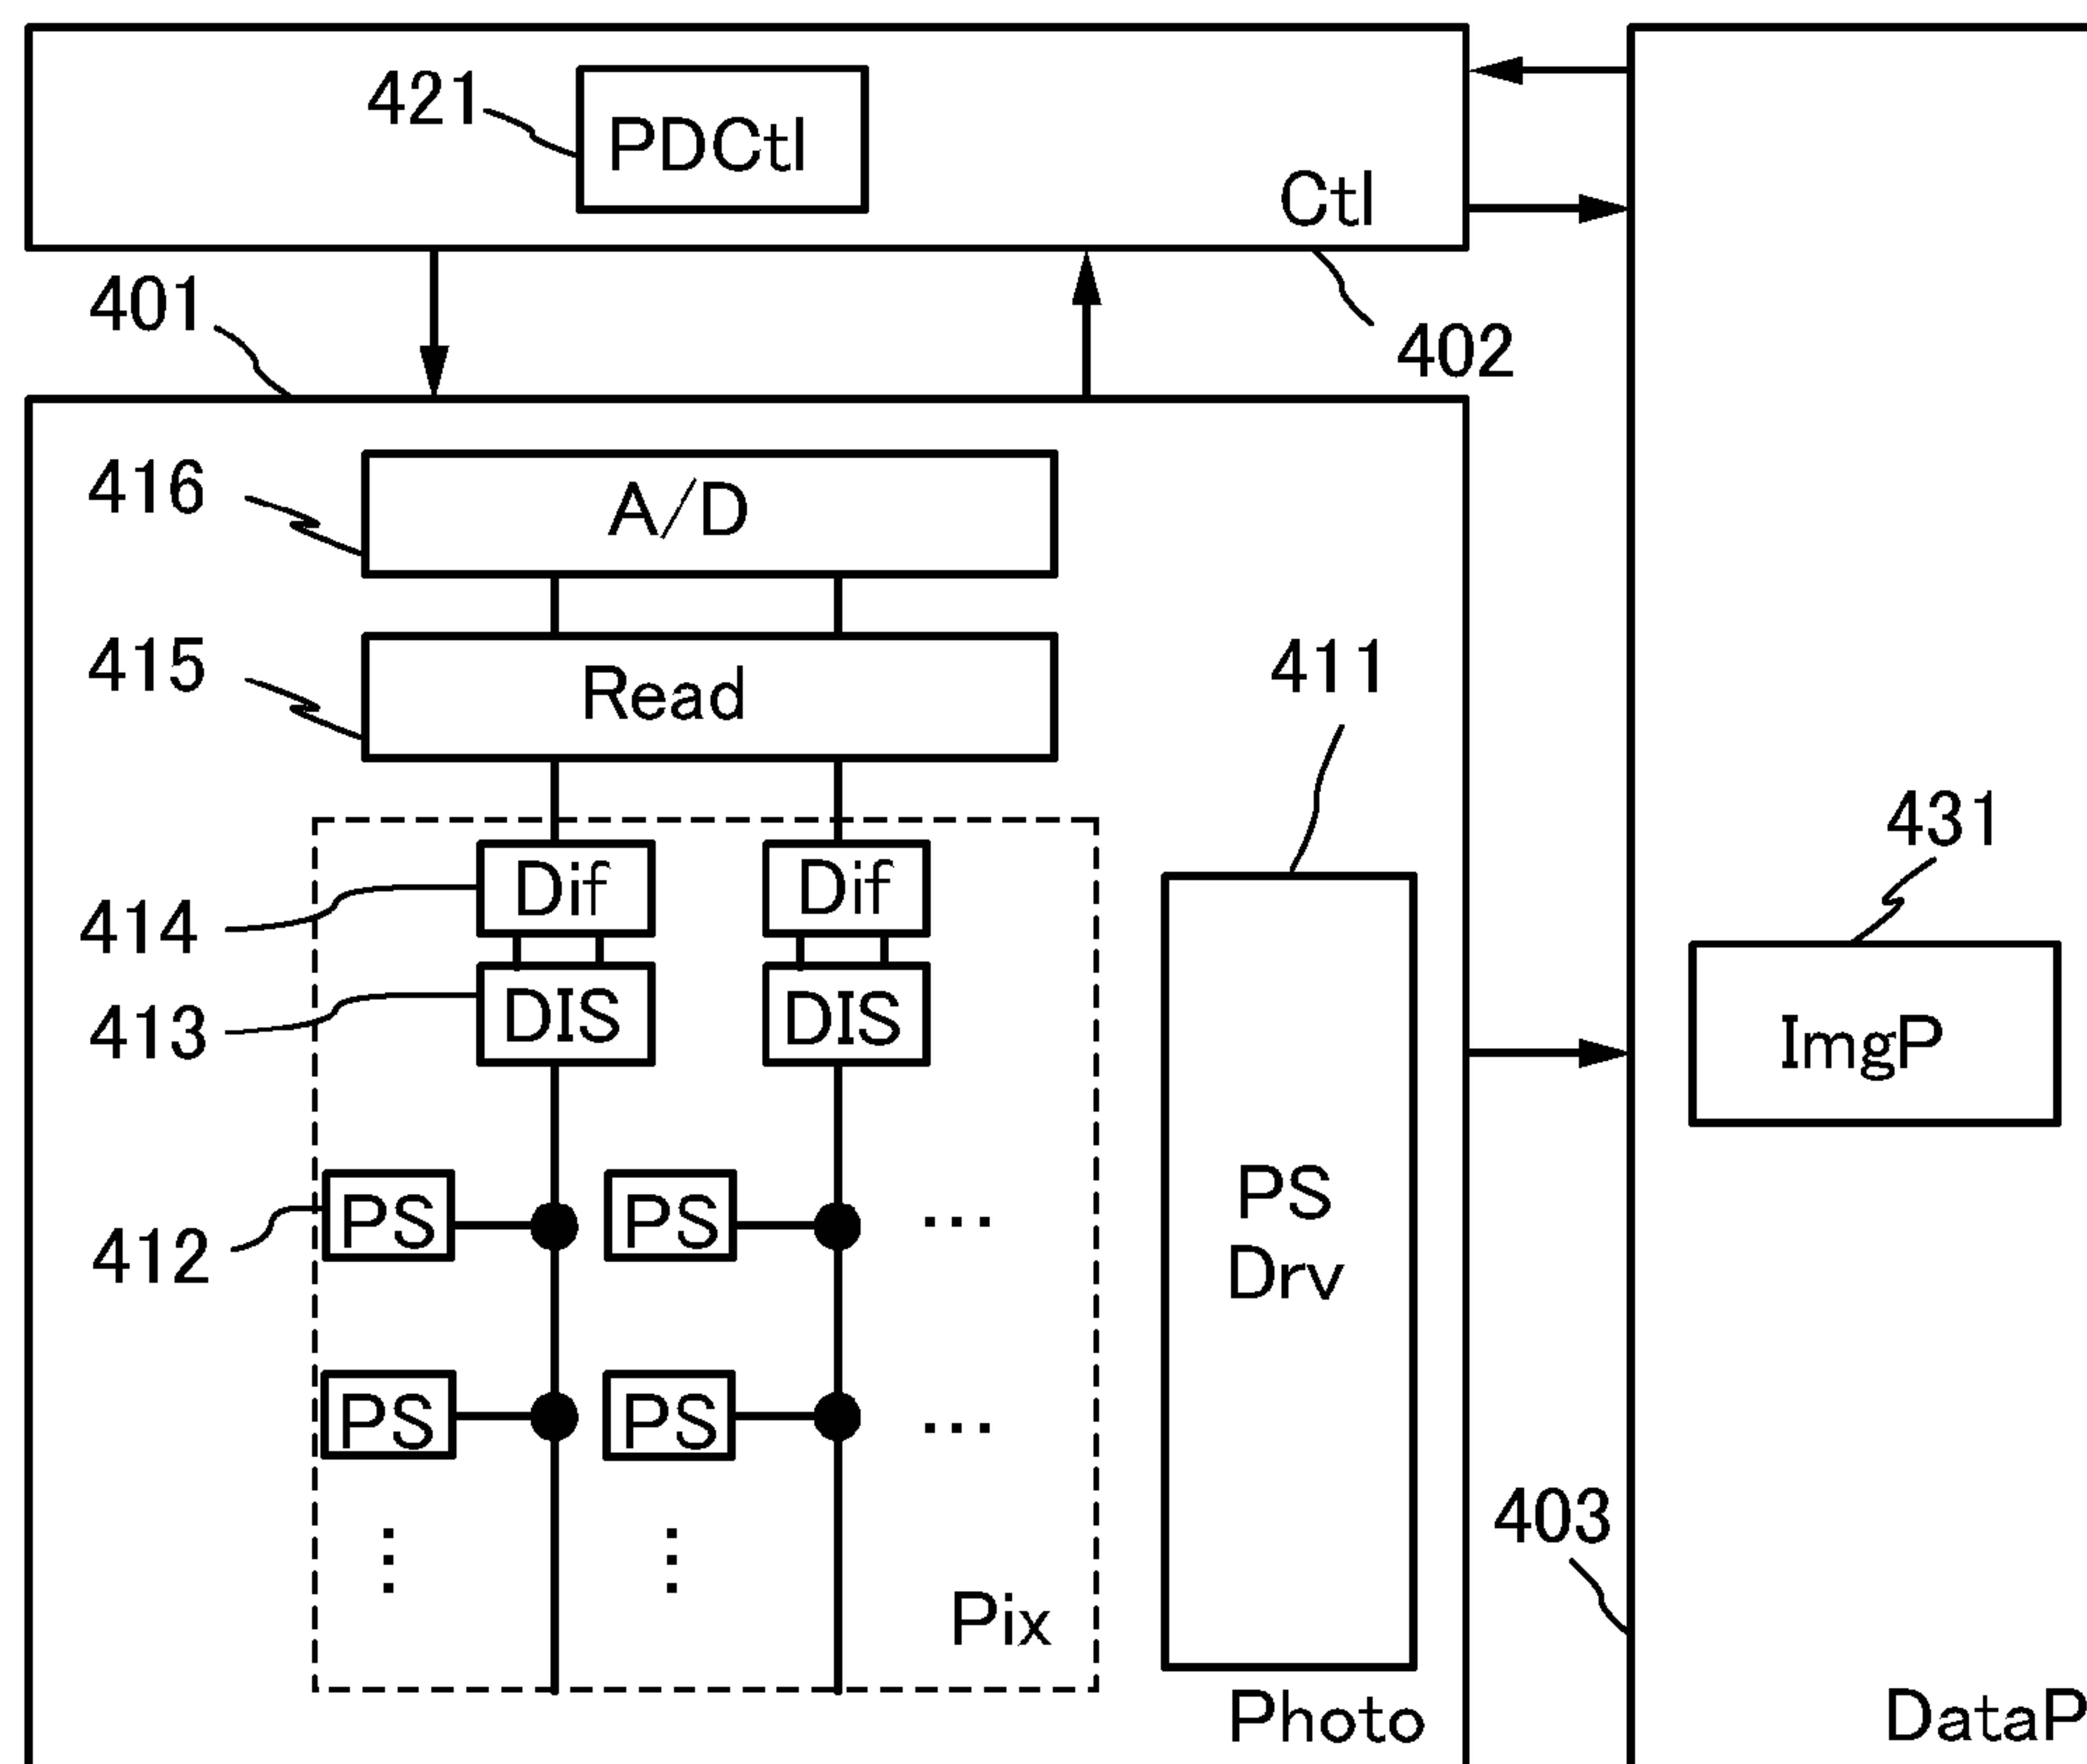 421
PDCtl
Ctl
401
402
416
A/D
415
Read
411
431
Dif
Dif
414
ImgP
DIS
DIS
413
PS
PS
...
412
PS
Drv
PS
PS
...
403
Pix
Photo
DataP